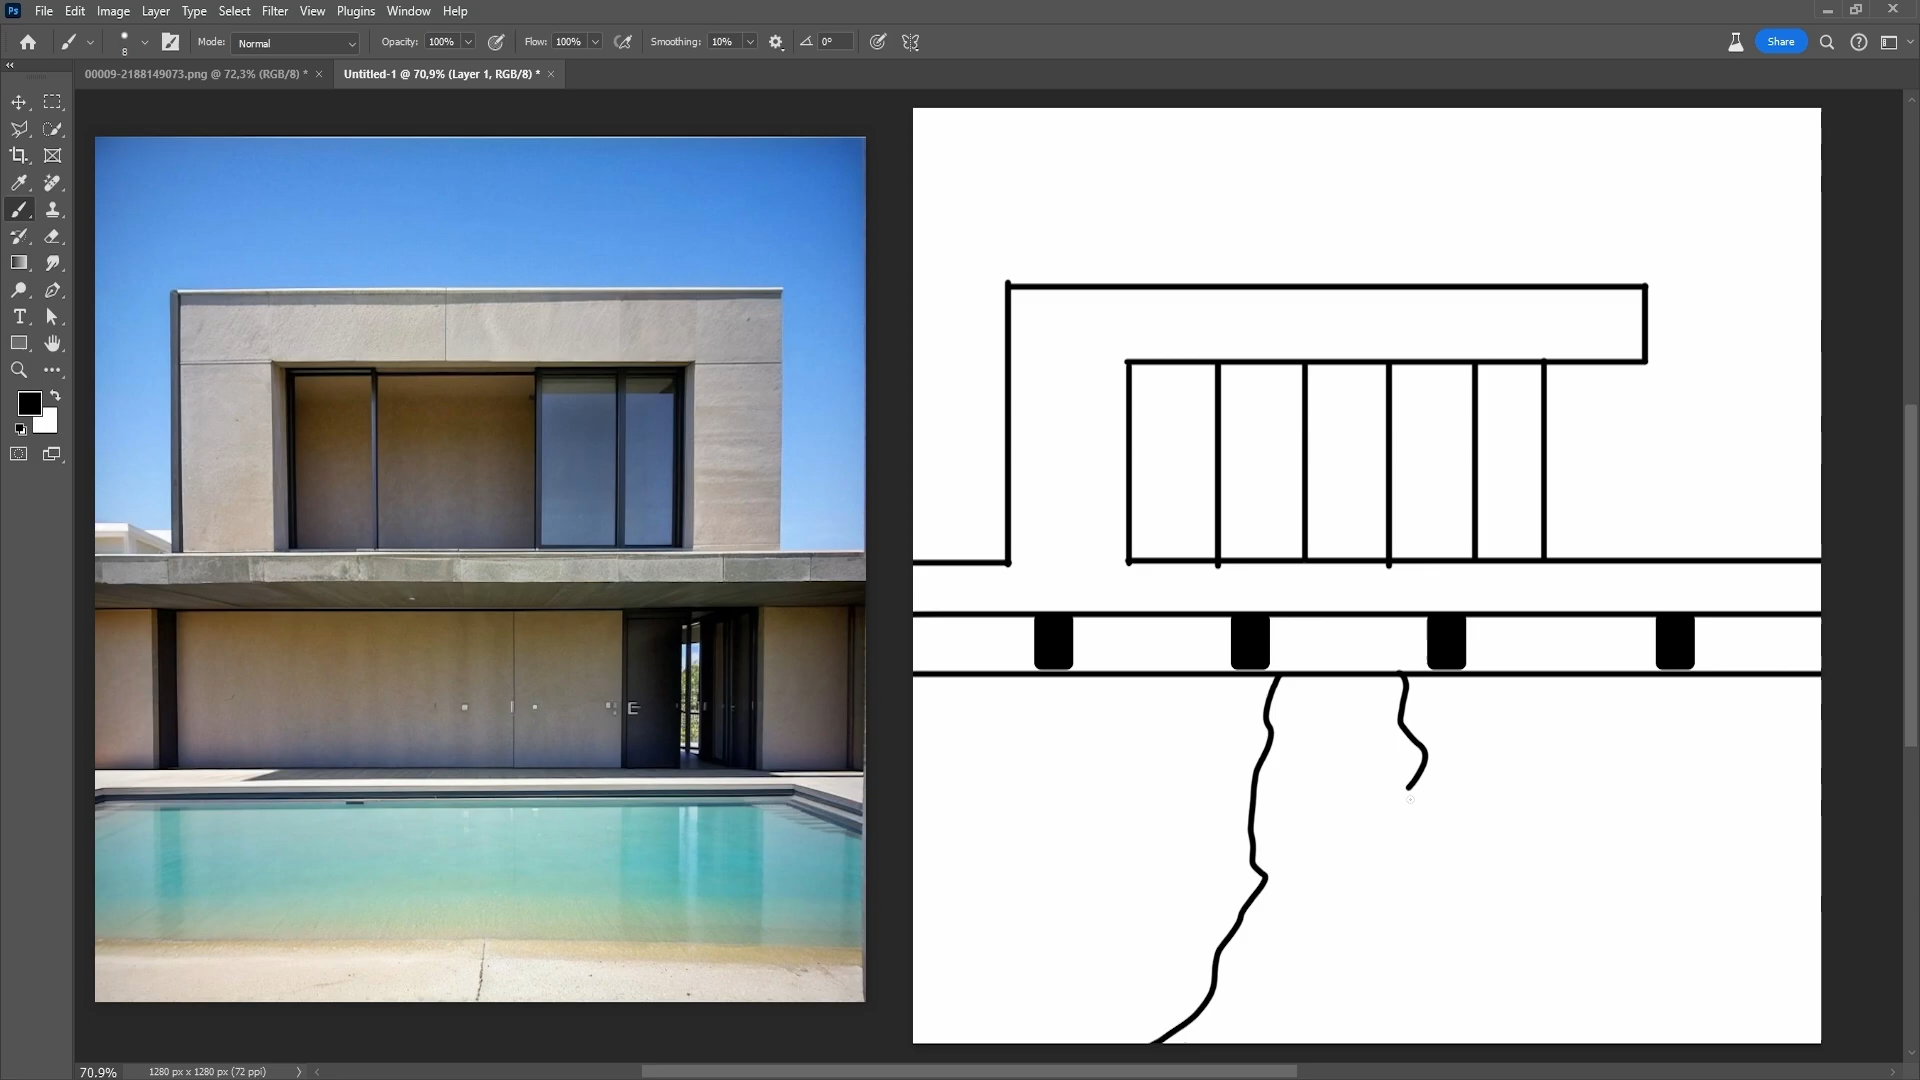 Ps File Edit Image Layer Type Select Filter View Plugins Window Help
8 Mode: Normal Opacity: 100% Flow: 100% Smoothing: 10% 0° Share
00009-2188149073.png @ 72,3% (RGB/8) * × Untitled-1 @ 70,9% (Layer 1, RGB/8) * ×
70.9% 1280 px x 1280 px (72 ppi)